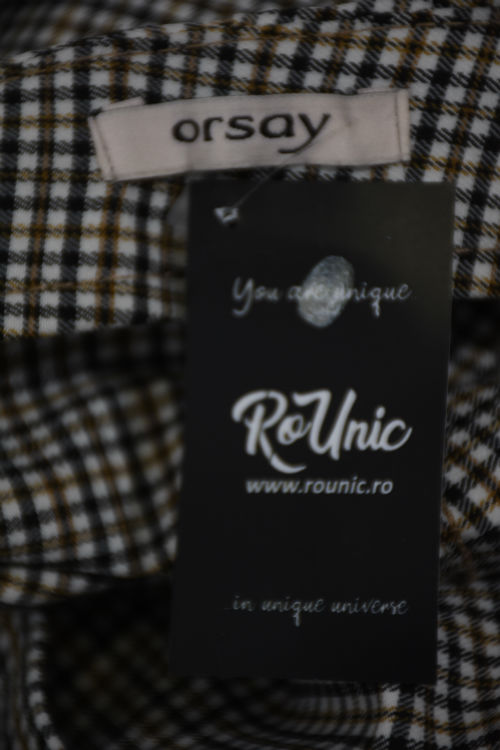 orsay
You are unique
RoUnic
www.rounic.ro
...in unique universe